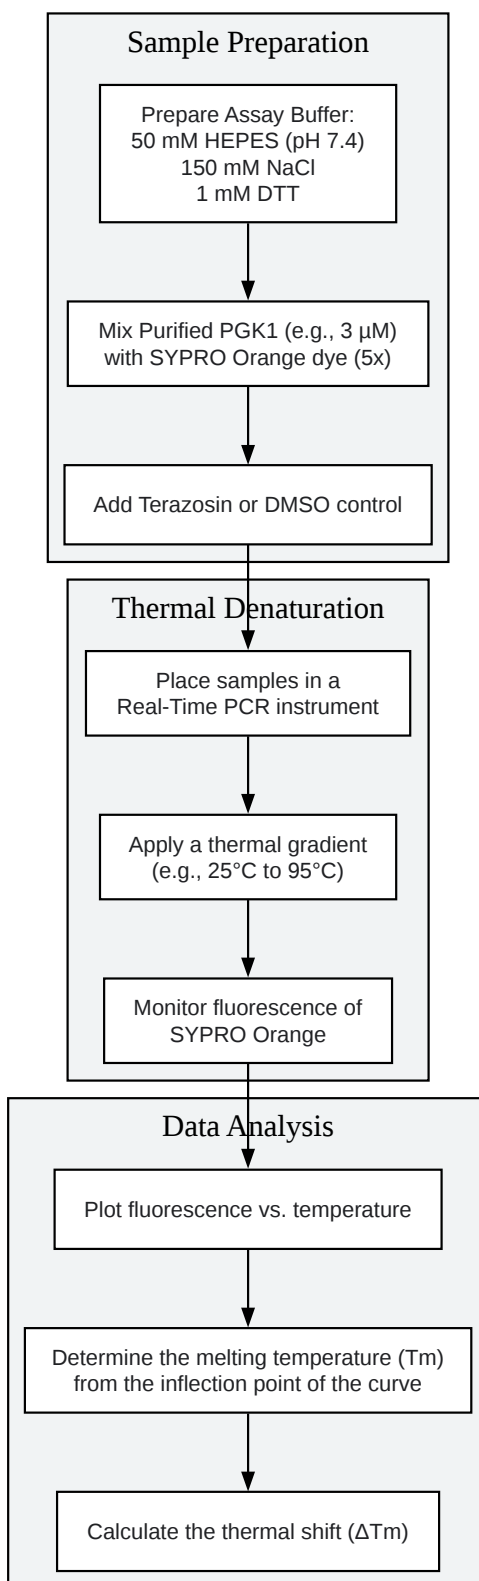 Sample Preparation
Prepare Assay Buffer:
50 mM HEPES (pH 7.4)
150 mM NaCl
1 mM DTT
Mix Purified PGK1 (e.g., 3 µM)
with SYPRO Orange dye (5x)
Add Terazosin or DMSO control
Thermal Denaturation
Place samples in a
Real-Time PCR instrument
Apply a thermal gradient
(e.g., 25°C to 95°C)
Monitor fluorescence of
SYPRO Orange
Data Analysis
Plot fluorescence vs. temperature
Determine the melting temperature (Tm)
from the inflection point of the curve
Calculate the thermal shift (ΔTm)